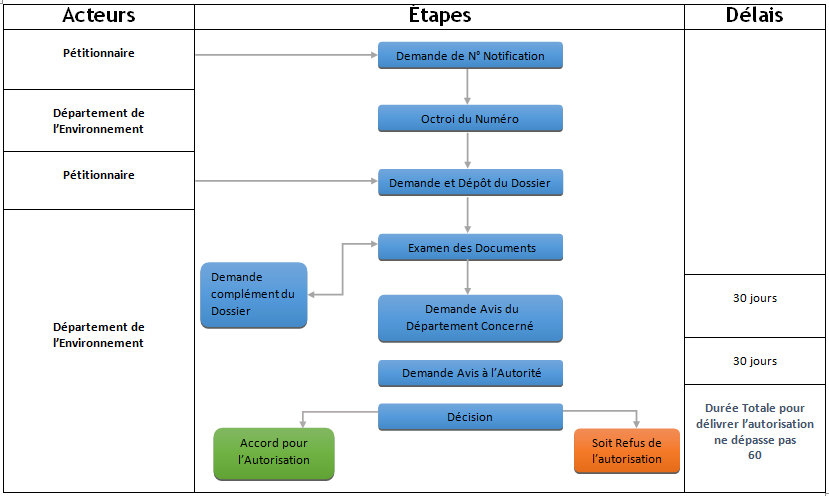 Acteurs
Étapes
Délais
Pétitionnaire
Demande de N° Notification
Département de
l'Environnement
Octroi du Numéro
Pétitionnaire
Demande et Dépôt du Dossier
Examen des Documents
Demande
complément du
Dossier
Demande Avis du
Département Concerné
30 jours
Département de
l'Environnement
Demande Avis à l'Autorité
30 jours
Décision
Durée Totale pour
délivrer l'autorisation
ne dépasse pas
60
Accord pour
l'Autorisation
Soit Refus de
l'autorisation